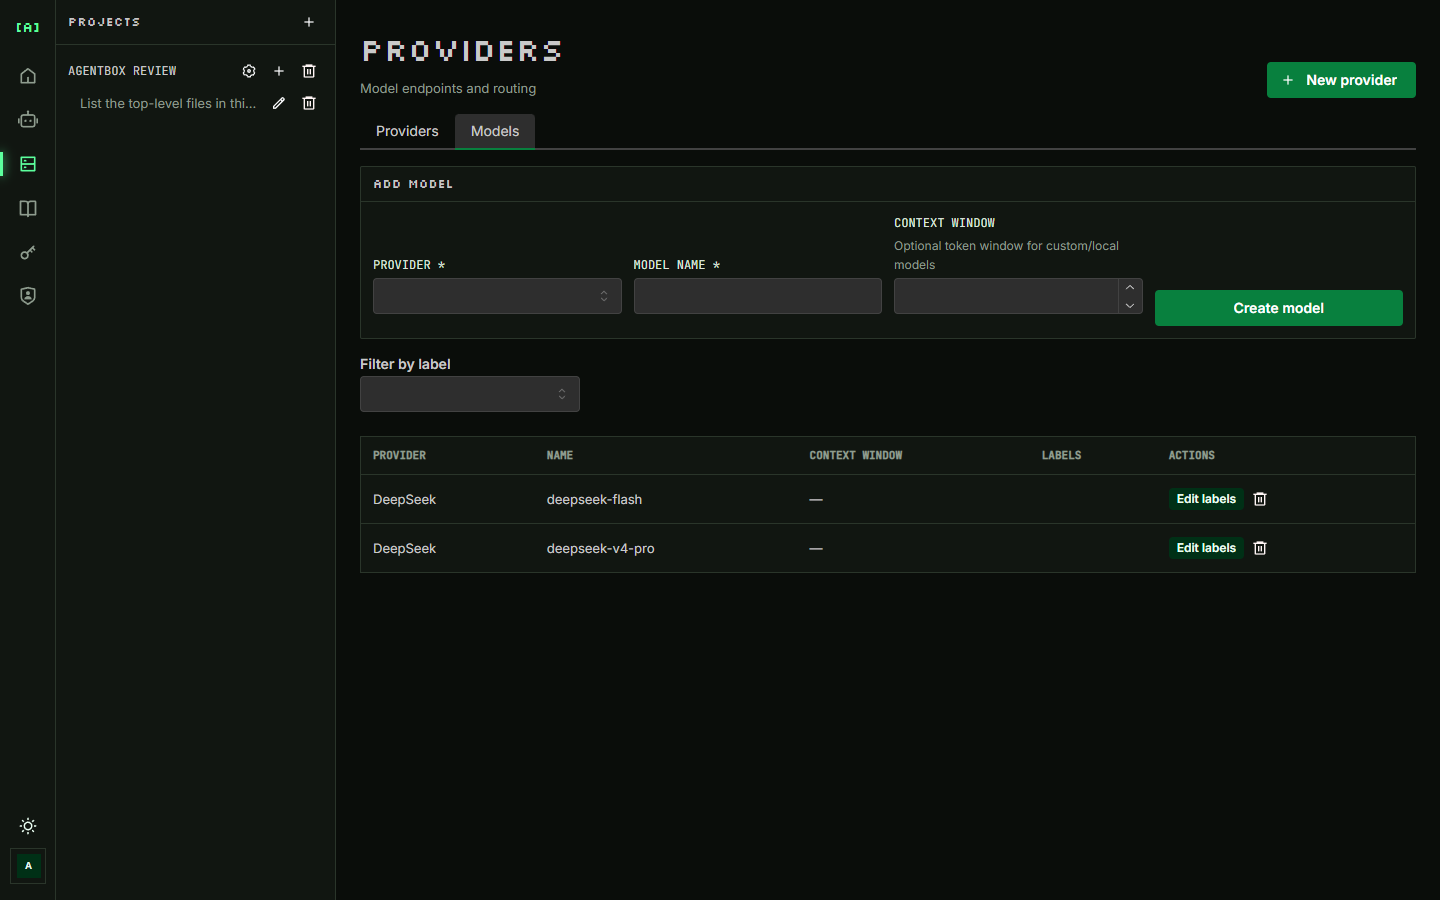 [A]
PROJECTS
AGENTBOX REVIEW
List the top-level files in thi...
A
PROVIDERS
Model endpoints and routing
New provider
Providers
Models
ADD MODEL
PROVIDER *
MODEL NAME *
CONTEXT WINDOW
Optional token window for custom/local
models
Create model
Filter by label
PROVIDER NAME CONTEXT WINDOW LABELS ACTIONS
DeepSeek deepseek-flash — Edit labels
DeepSeek deepseek-v4-pro — Edit labels